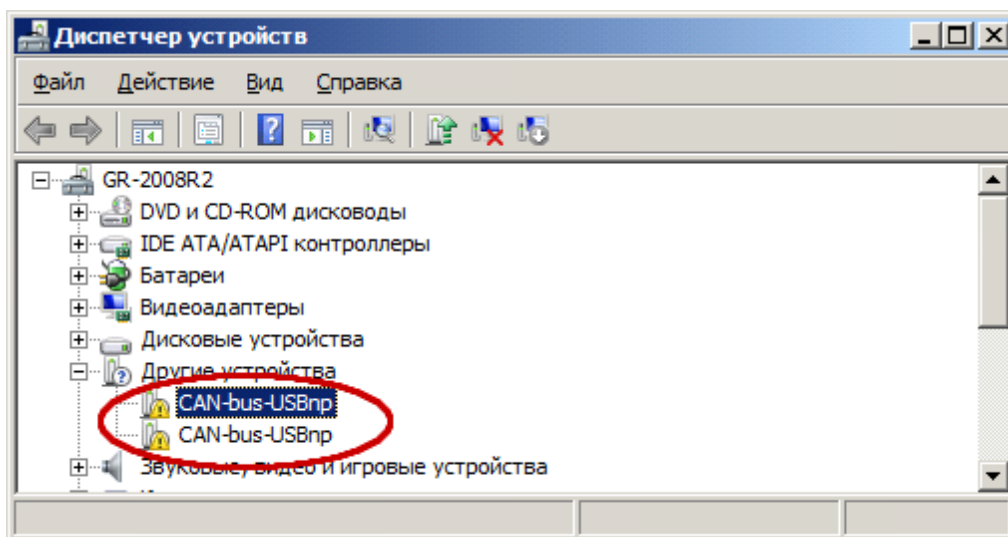 Диспетчер устройств
Файл Действие Вид Справка
GR-2008R2
DVD и CD-ROM дисководы
IDE ATA/ATAPI контроллеры
Батареи
Видеоадаптеры
Дисковые устройства
Другие устройства
CAN-bus-USBnp
CAN-bus-USBnp
Звуковые, видео и игровые устройства